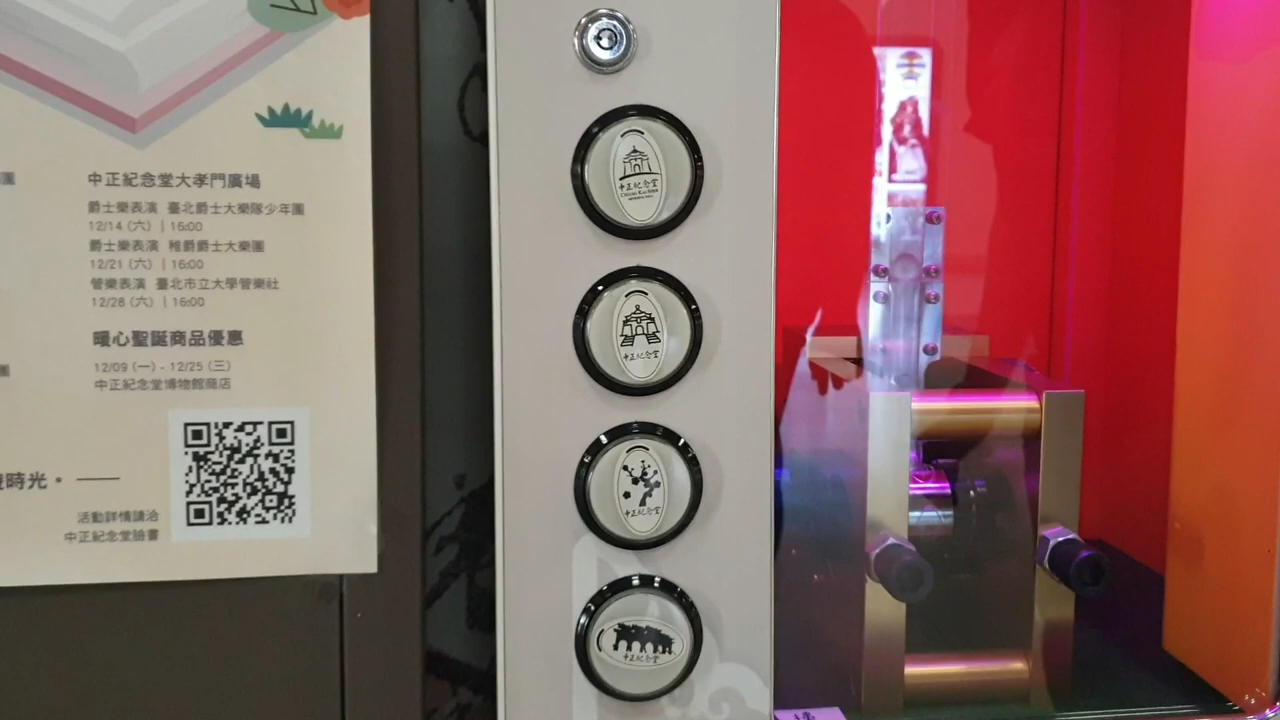 中正紀念堂大孝門廣場
爵士樂表演 臺北爵士大樂隊少年團
12/14 (六) | 16:00
爵士樂表演 稚爵爵士大樂團
12/21 (六) | 16:00
管樂表演 臺北市立大學管樂社
12/28 (六) | 16:00
暖心聖誕商品優惠
12/09 (一) - 12/25 (三)
中正紀念堂博物館商店
時光。
活動詳情請洽
中正紀念堂臉書
中正紀念堂
CHIANG KAI-SHEK
中正紀念堂
中正紀念堂
中正紀念堂